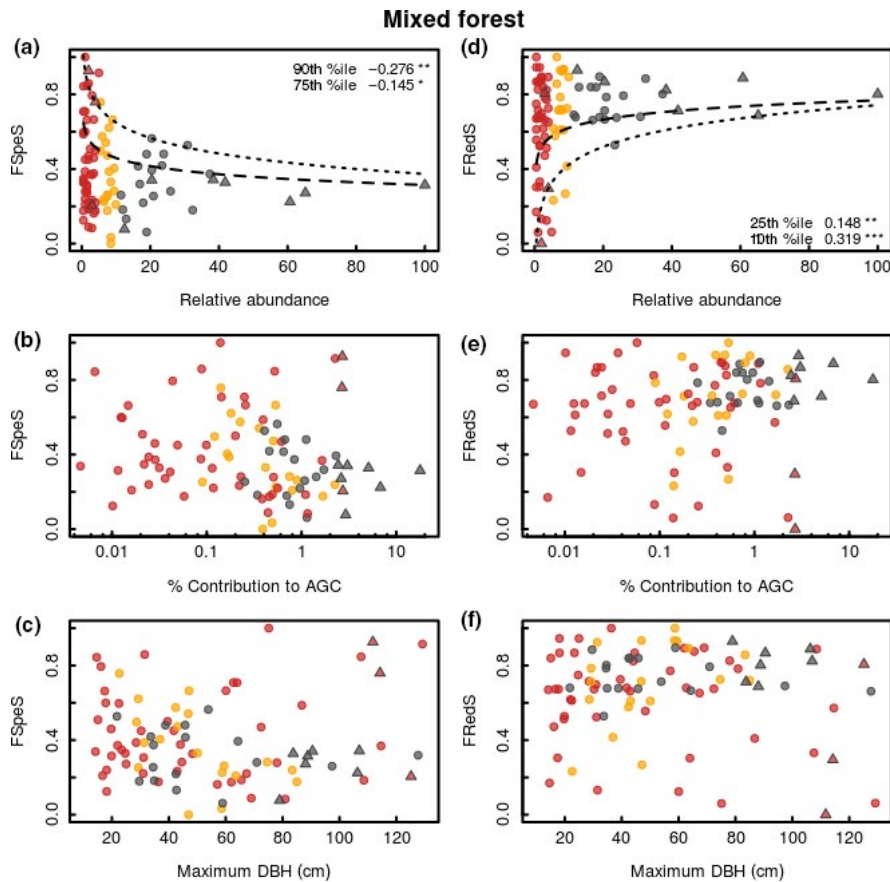 Mixed forest
(a)
90th %ile −0.276 **
75th %ile −0.145 *
FSpeS
0.0 0.4 0.8
0 20 40 60 80 100
Relative abundance
(d)
25th %ile 0.148 **
10th %ile 0.319 ***
FRedS
0.0 0.4 0.8
0 20 40 60 80 100
Relative abundance
(b)
FSpeS
0.0 0.4 0.8
0.01 0.1 1 10
% Contribution to AGC
(e)
FRedS
0.0 0.4 0.8
0.01 0.1 1 10
% Contribution to AGC
(c)
FSpeS
0.0 0.4 0.8
20 40 60 80 100 120
Maximum DBH (cm)
(f)
FRedS
0.0 0.4 0.8
20 40 60 80 100 120
Maximum DBH (cm)